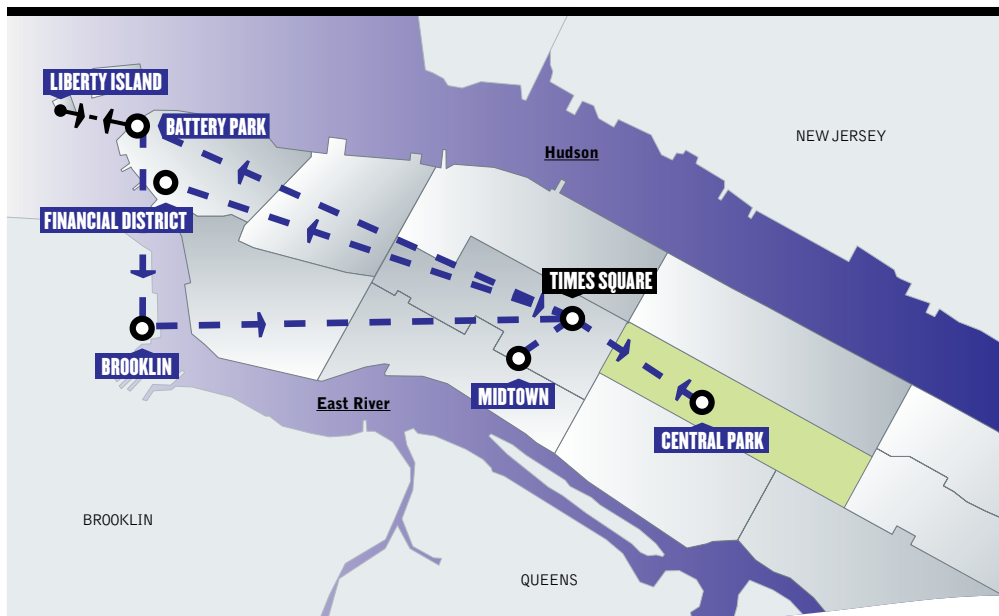 LIBERTY ISLAND
BATTERY PARK
NEW JERSEY
Hudson
FINANCIAL DISTRICT
TIMES SQUARE
BROOKLIN
MIDTOWN
East River
CENTRAL PARK
BROOKLIN
QUEENS